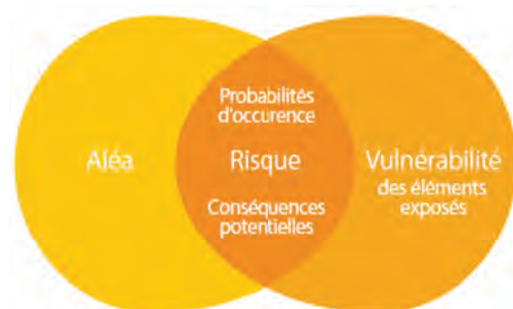 Aléa
Probabilités
d'occurence
Risque
Conséquences
potentielles
Vulnérabilité
des éléments
exposés